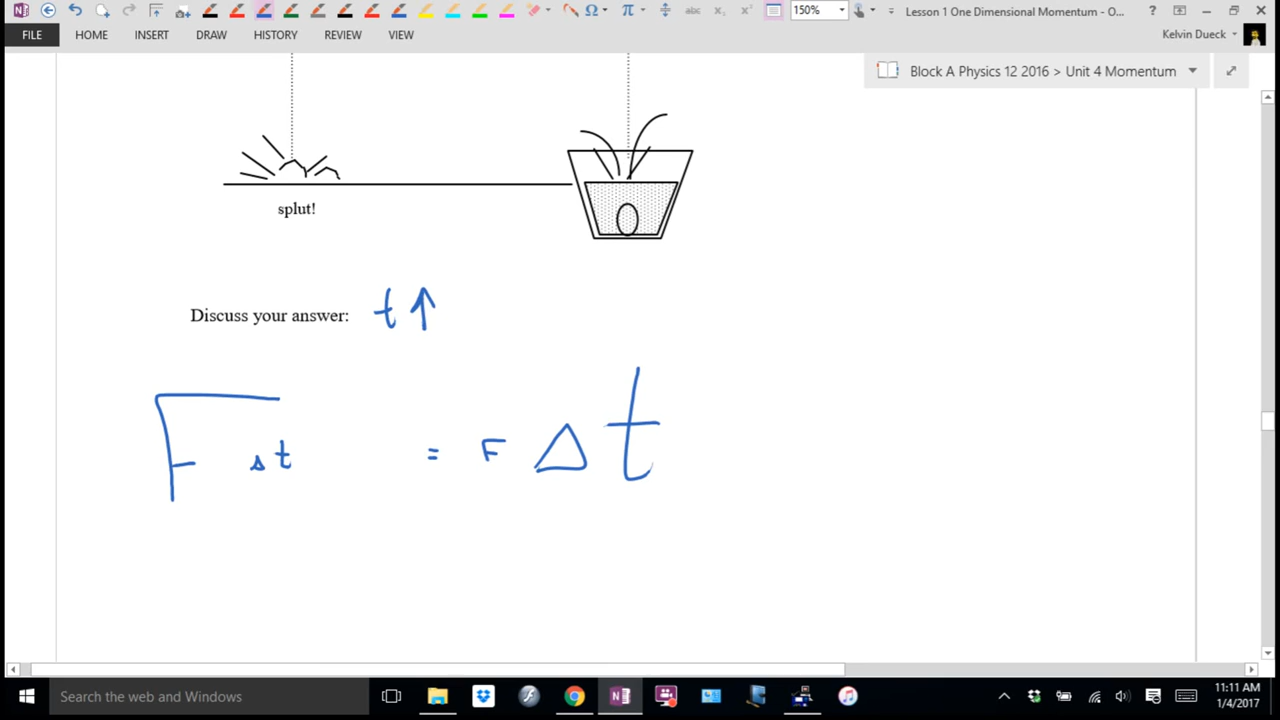 150%
Lesson 1 One Dimensional Momentum - O...
FILE HOME INSERT DRAW HISTORY REVIEW VIEW
Kelvin Dueck
Block A Physics 12 2016 > Unit 4 Momentum
splut!
Discuss your answer: t ↑
F Δt = F Δ t
Search the web and Windows
11:11 AM
1/4/2017